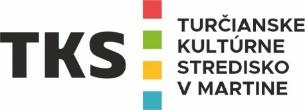 TKS
TURČIANSKE
KULTÚRNE
STREDISKO
V MARTINE